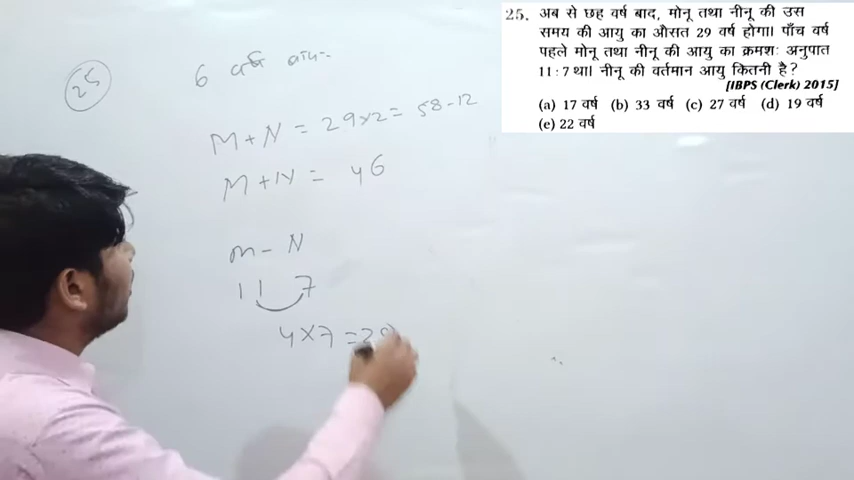 25. अब से छह वर्ष बाद, मोनू तथा नीनू की उस
समय की आयु का औसत 29 वर्ष होगा। पाँच वर्ष
पहले मोनू तथा नीनू की आयु का क्रमशः अनुपात
11 : 7 था। नीनू की वर्तमान आयु कितनी है ?
[IBPS (Clerk) 2015]
(a) 17 वर्ष (b) 33 वर्ष (c) 27 वर्ष (d) 19 वर्ष
(e) 22 वर्ष
25
6 वर्ष बाद
M + N = 29×2 = 58-12
M + N = 46
M - N
11 7
4×7 = 28